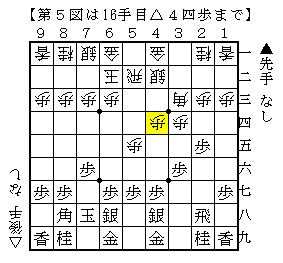 【第５図は16手目△４四歩まで】
９ ８ ７ ６ ５ ４ ３ ２ １
香 桂 銀 金 金 桂 香 一
玉 飛 銀 二
歩 歩 歩 歩 角 歩 歩 三
歩 歩 四
歩 歩 五
歩 歩 六
歩 歩 歩 歩 歩 歩 七
角 玉 銀 銀 飛 八
香 桂 金 金 桂 香 九
▲先手 なし
△後手 なし